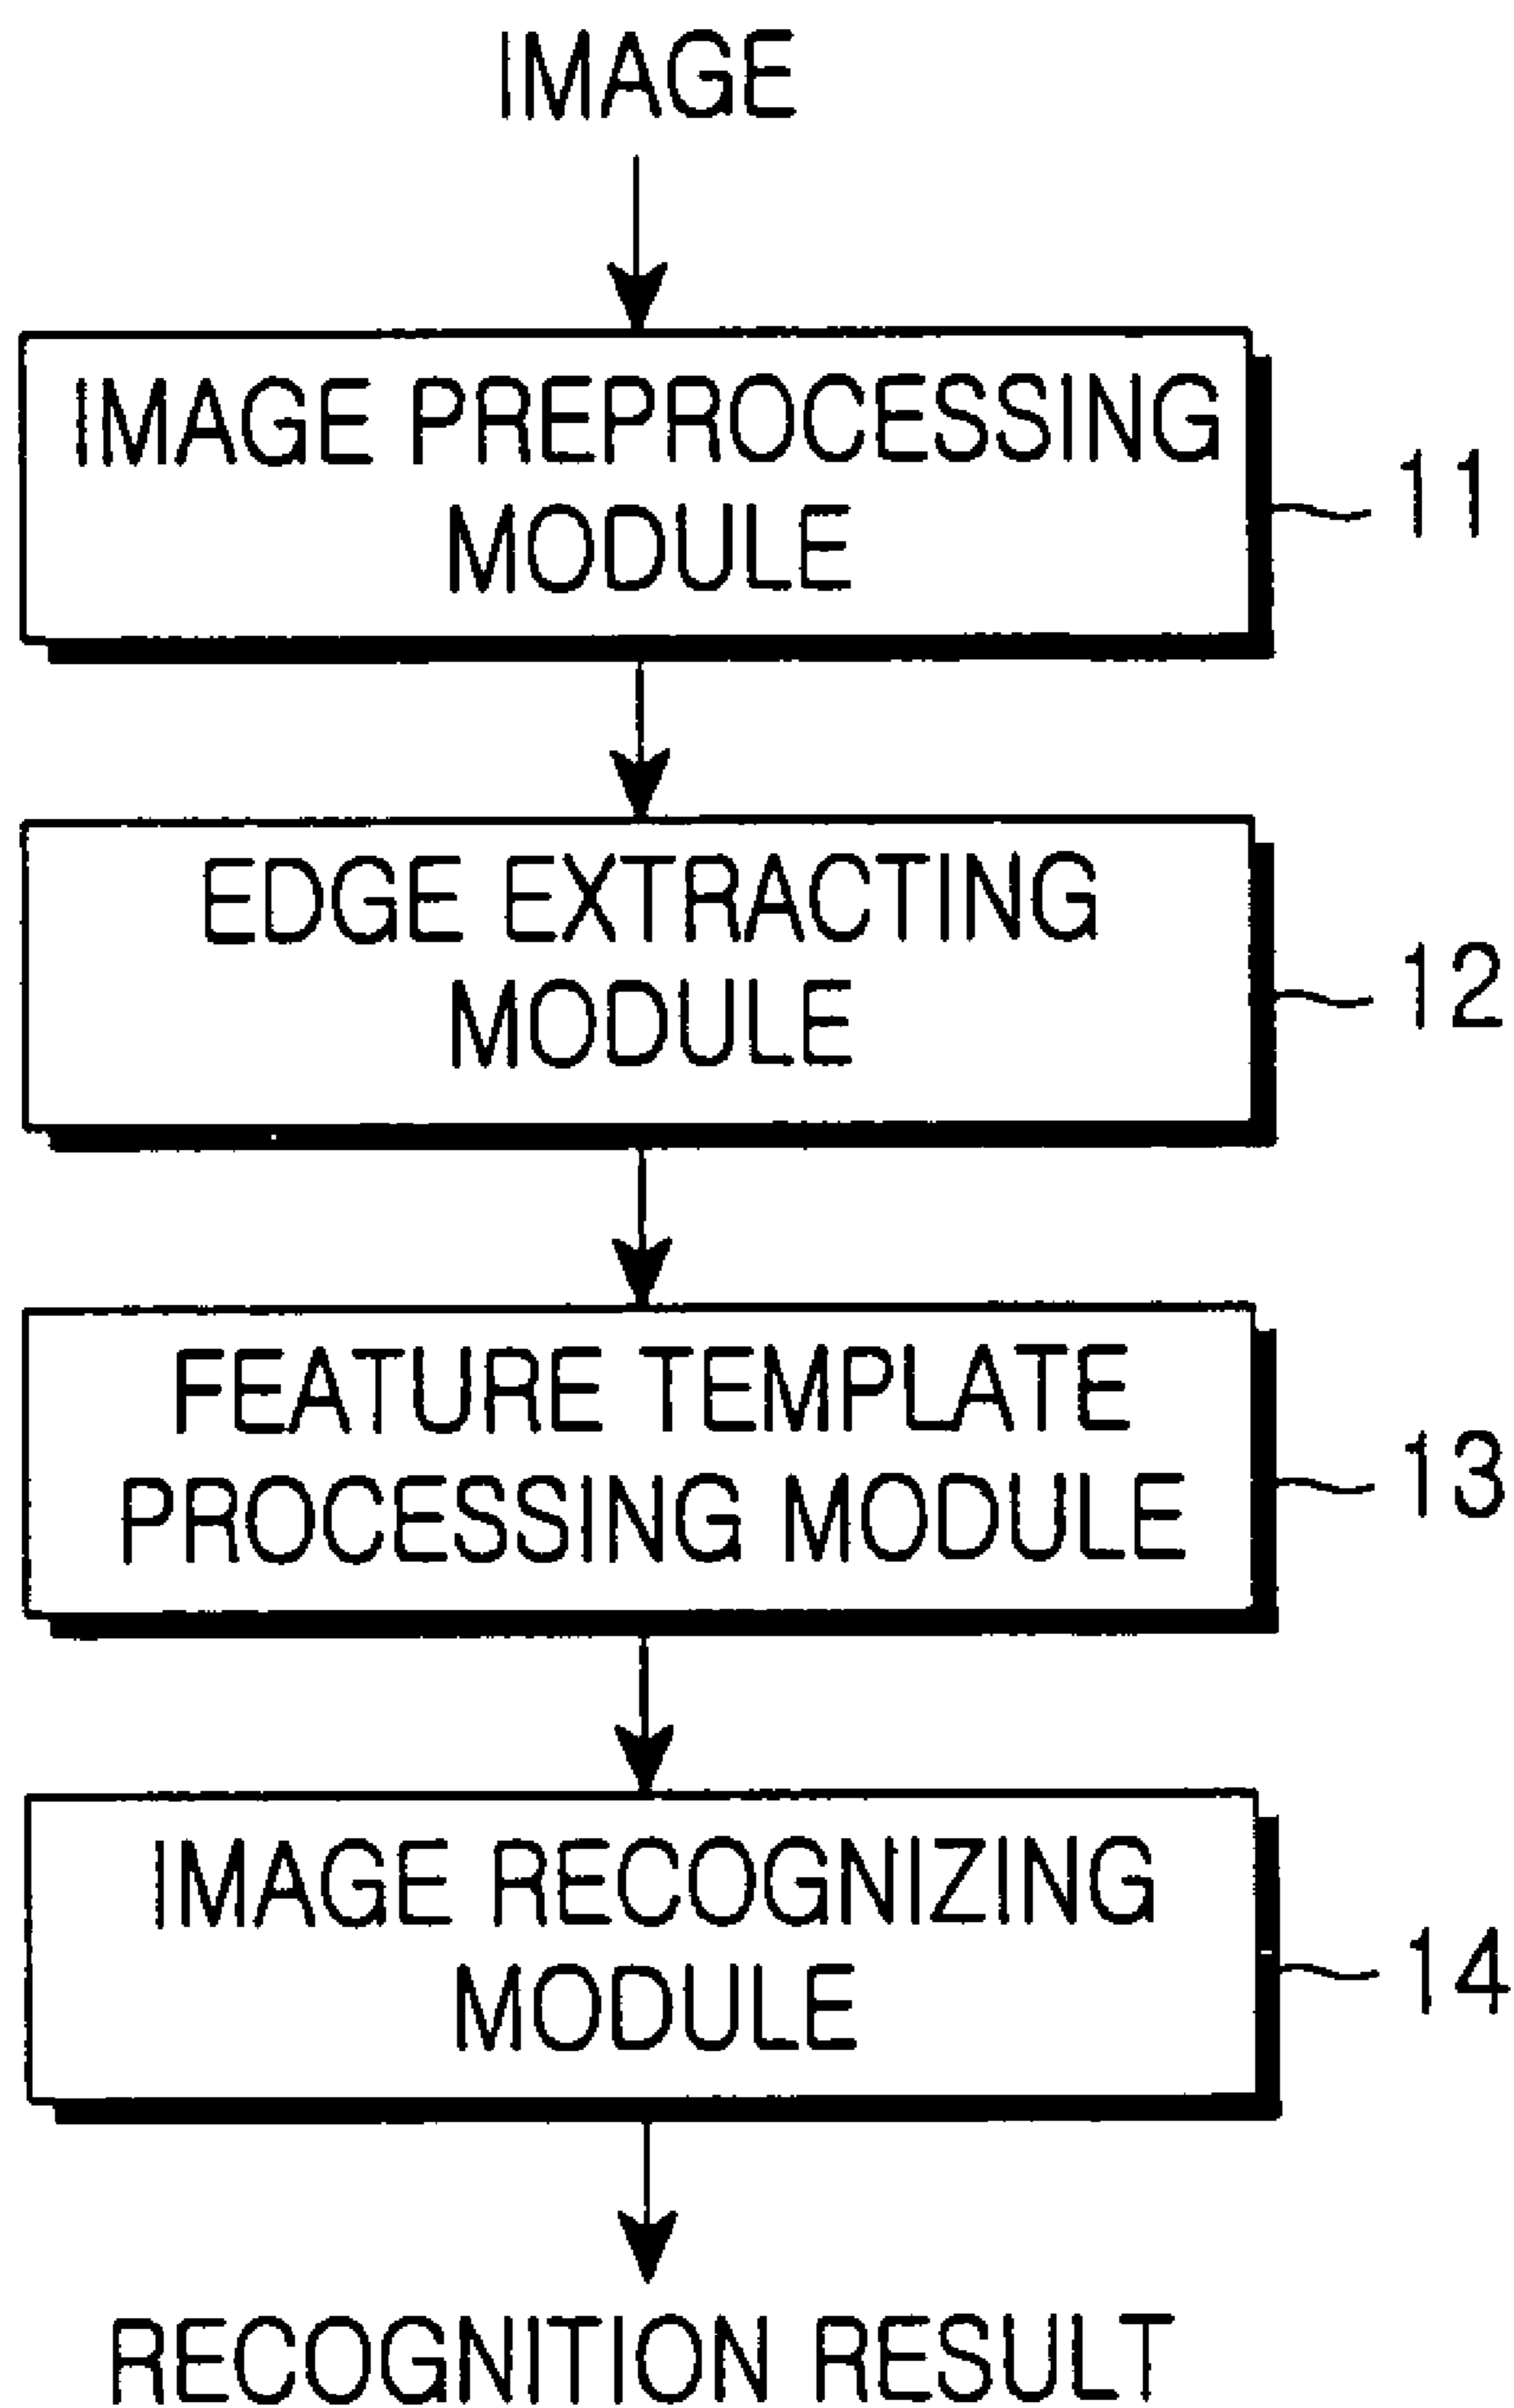 IMAGE
IMAGE PREPROCESSING
MODULE
11
EDGE EXTRACTING
MODULE
12
FEATURE TEMPLATE
PROCESSING MODULE
13
IMAGE RECOGNIZING
MODULE
14
RECOGNITION RESULT